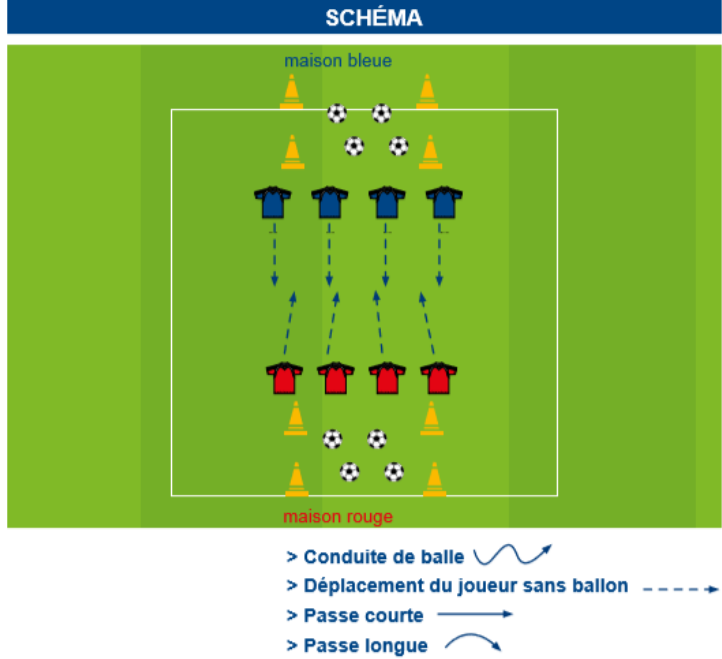 SCHÉMA
maison bleue
maison rouge
> Conduite de balle
> Déplacement du joueur sans ballon
> Passe courte
> Passe longue